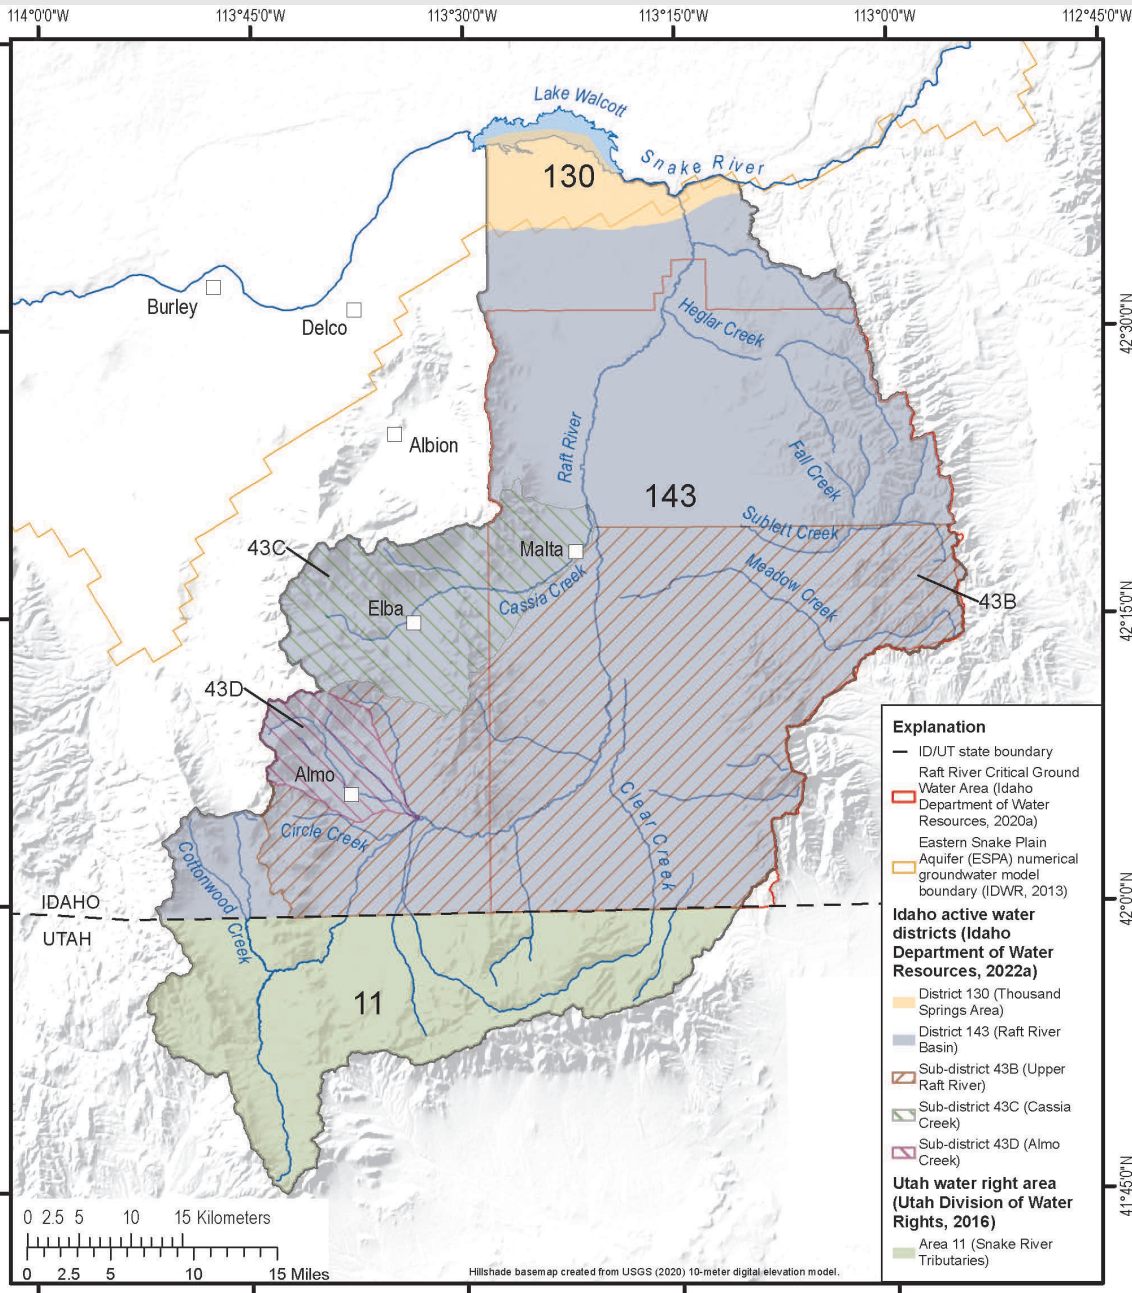 114°0'0"W
113°45'0"W
113°30'0"W
113°15'0"W
113°0'0"W
112°45'0"W
Lake Walcott
Snake River
130
Burley
Delco
Heglar Creek
42°30'0"N
Albion
Raft River
Fall Creek
143
Sublett Creek
43C
Malta
Meadow Creek
Elba
Cassia Creek
43B
42°15'0"N
43D
Almo
Circle Creek
Clear Creek
Cottonwood Creek
IDAHO
UTAH
42°0'0"N
11
41°45'0"N
Explanation
ID/UT state boundary
Raft River Critical Ground
Water Area (Idaho
Department of Water
Resources, 2020a)
Eastern Snake Plain
Aquifer (ESPA) numerical
groundwater model
boundary (IDWR, 2013)
Idaho active water
districts (Idaho
Department of Water
Resources, 2022a)
District 130 (Thousand
Springs Area)
District 143 (Raft River
Basin)
Sub-district 43B (Upper
Raft River)
Sub-district 43C (Cassia
Creek)
Sub-district 43D (Almo
Creek)
Utah water right area
(Utah Division of Water
Rights, 2016)
Area 11 (Snake River
Tributaries)
0 2.5 5 10 15 Kilometers
0 2.5 5 10 15 Miles
Hillshade basemap created from USGS (2020) 10-meter digital elevation model.